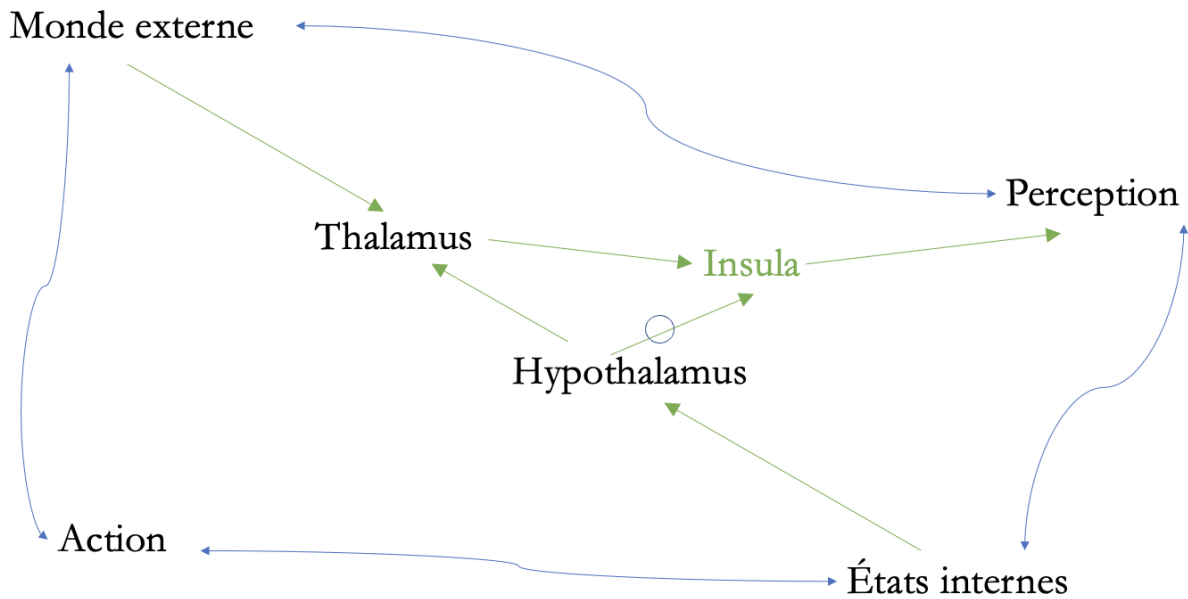 Monde externe
Perception
Thalamus
Insula
Hypothalamus
Action
États internes